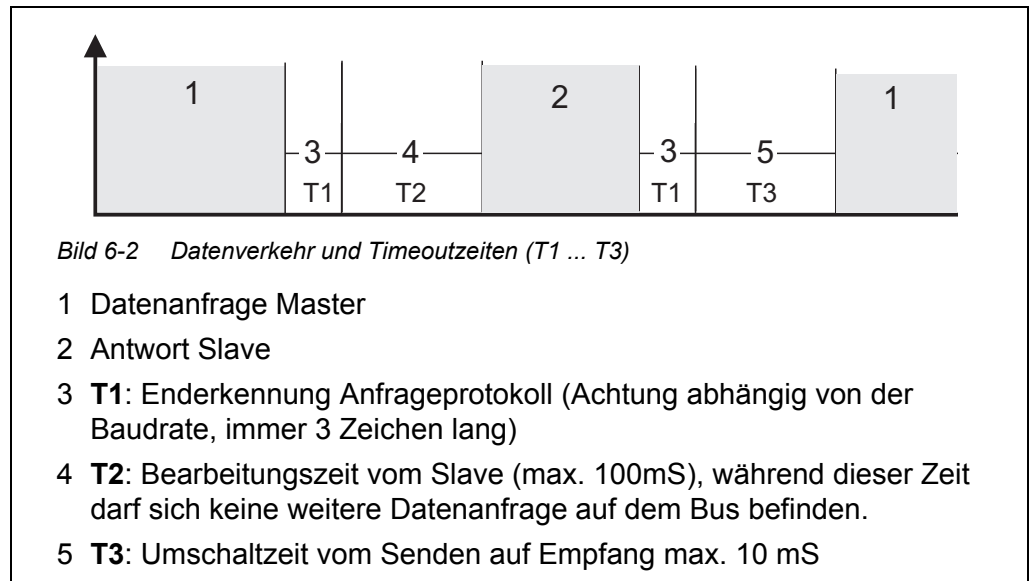 1 2 1
3 4 3 5
T1 T2 T1 T3
Bild 6-2 Datenverkehr und Timeoutzeiten (T1 ... T3)
1 Datenanfrage Master
2 Antwort Slave
3 T1: Enderkennung Anfrageprotokoll (Achtung abhängig von der
Baudrate, immer 3 Zeichen lang)
4 T2: Bearbeitungszeit vom Slave (max. 100mS), während dieser Zeit
darf sich keine weitere Datenanfrage auf dem Bus befinden.
5 T3: Umschaltzeit vom Senden auf Empfang max. 10 mS